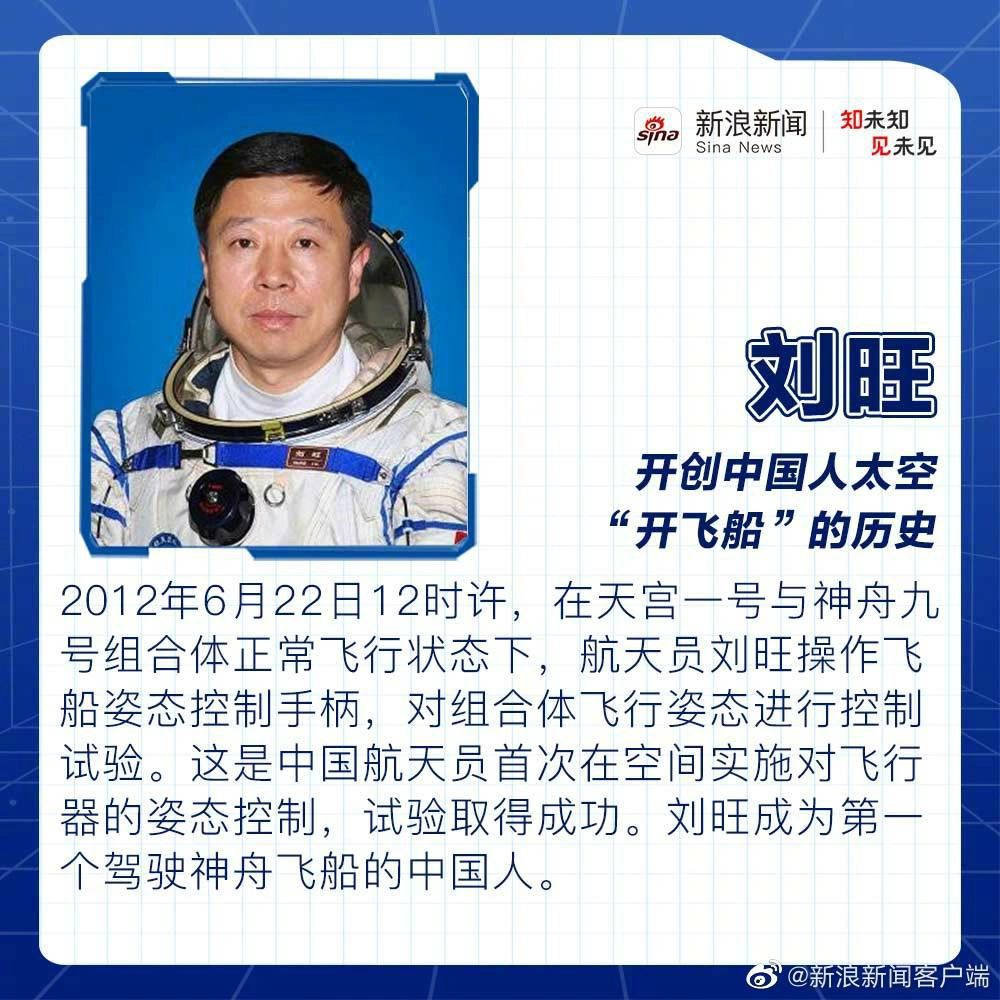 sina
新浪新闻
Sina News
知未知
见未见
刘旺
刘旺
开创中国人太空
“开飞船”的历史
2012年6月22日12时许，在天宫一号与神舟九
号组合体正常飞行状态下，航天员刘旺操作飞
船姿态控制手柄，对组合体飞行姿态进行控制
试验。这是中国航天员首次在空间实施对飞行
器的姿态控制，试验取得成功。刘旺成为第一
个驾驶神舟飞船的中国人。
@新浪新闻客户端